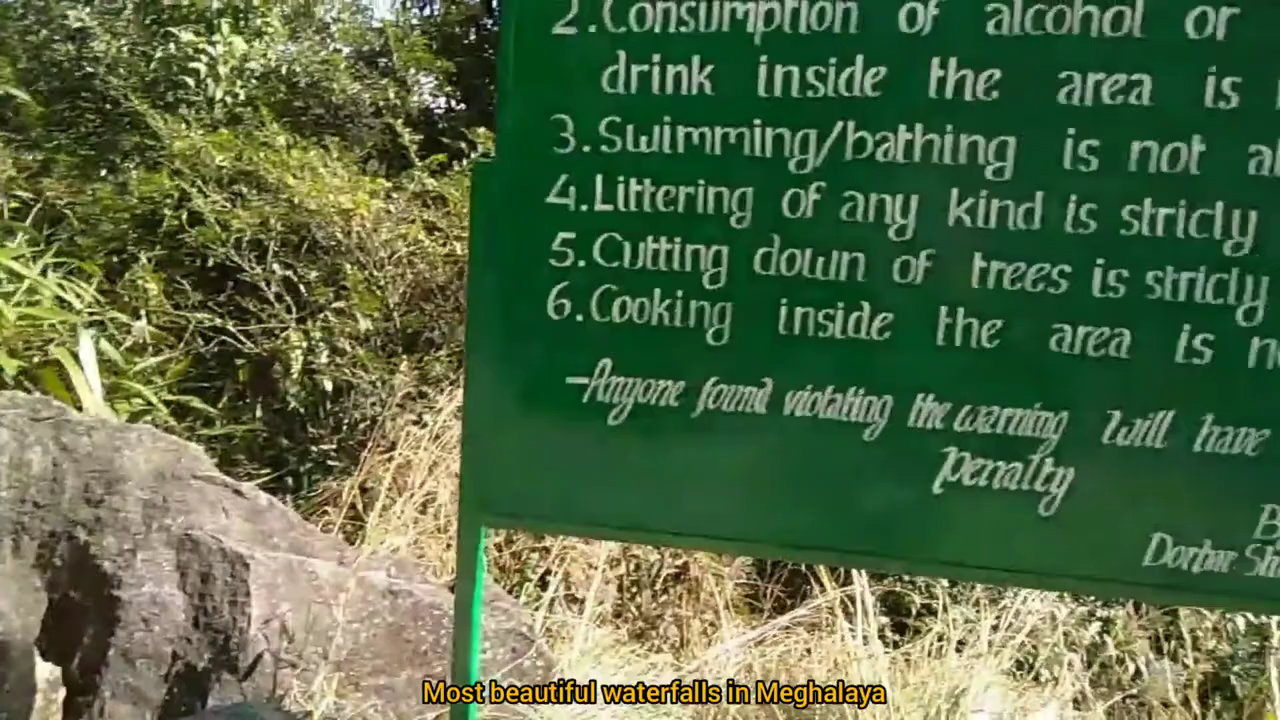 2.Consumption of alcohol or
drink inside the area is
3.Swimming/bathing is not al
4.Littering of any kind is stricly
5.Cutting down of trees is stricly
6.Cooking inside the area is n
-Anyone found violating the warning will have
penalty
B
Dorbar Sh
Most beautiful waterfalls in Meghalaya